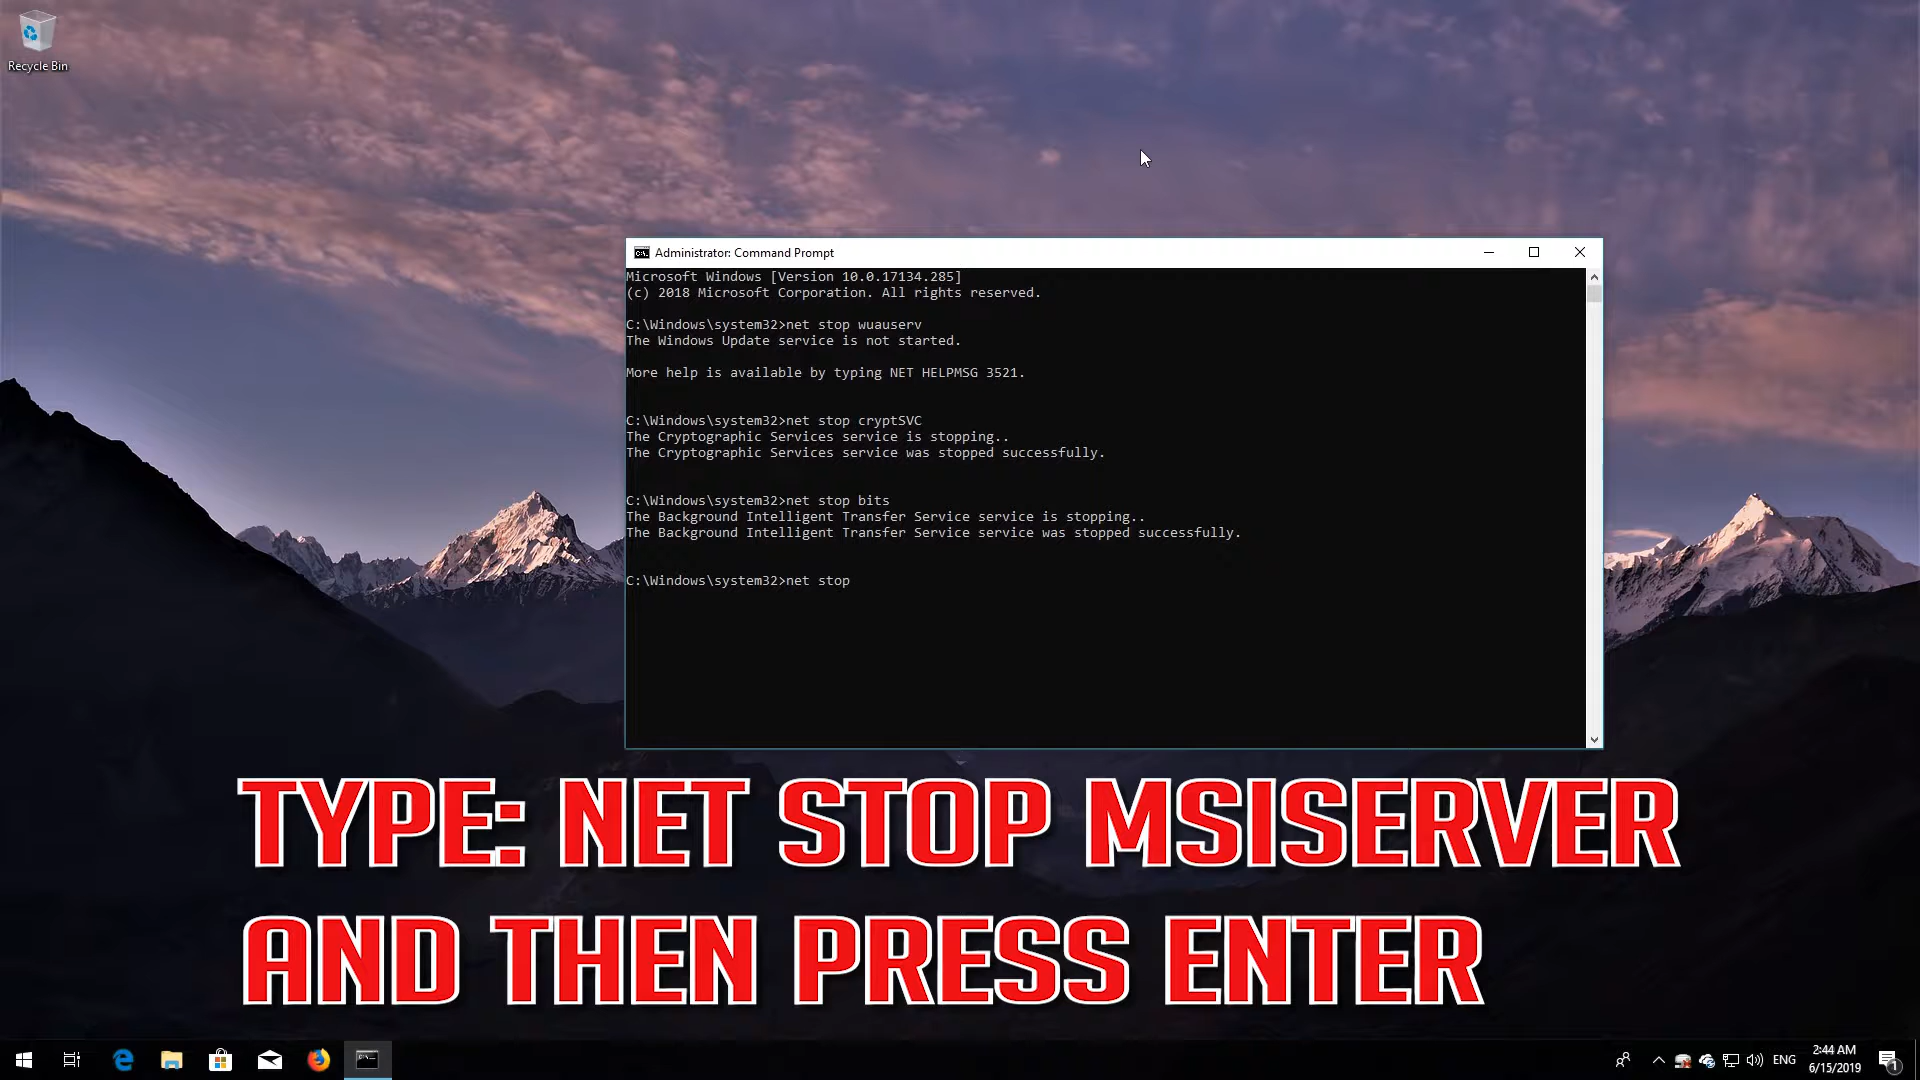 Recycle Bin
Administrator: Command Prompt
Microsoft Windows [Version 10.0.17134.285]
(c) 2018 Microsoft Corporation. All rights reserved.
C:\Windows\system32>net stop wuauserv
The Windows Update service is not started.
More help is available by typing NET HELPMSG 3521.
C:\Windows\system32>net stop cryptSVC
The Cryptographic Services service is stopping..
The Cryptographic Services service was stopped successfully.
C:\Windows\system32>net stop bits
The Background Intelligent Transfer Service service is stopping..
The Background Intelligent Transfer Service service was stopped successfully.
C:\Windows\system32>net stop
TYPE: NET STOP MSISERVER
AND THEN PRESS ENTER
ENG
2:44 AM
6/15/2019
1